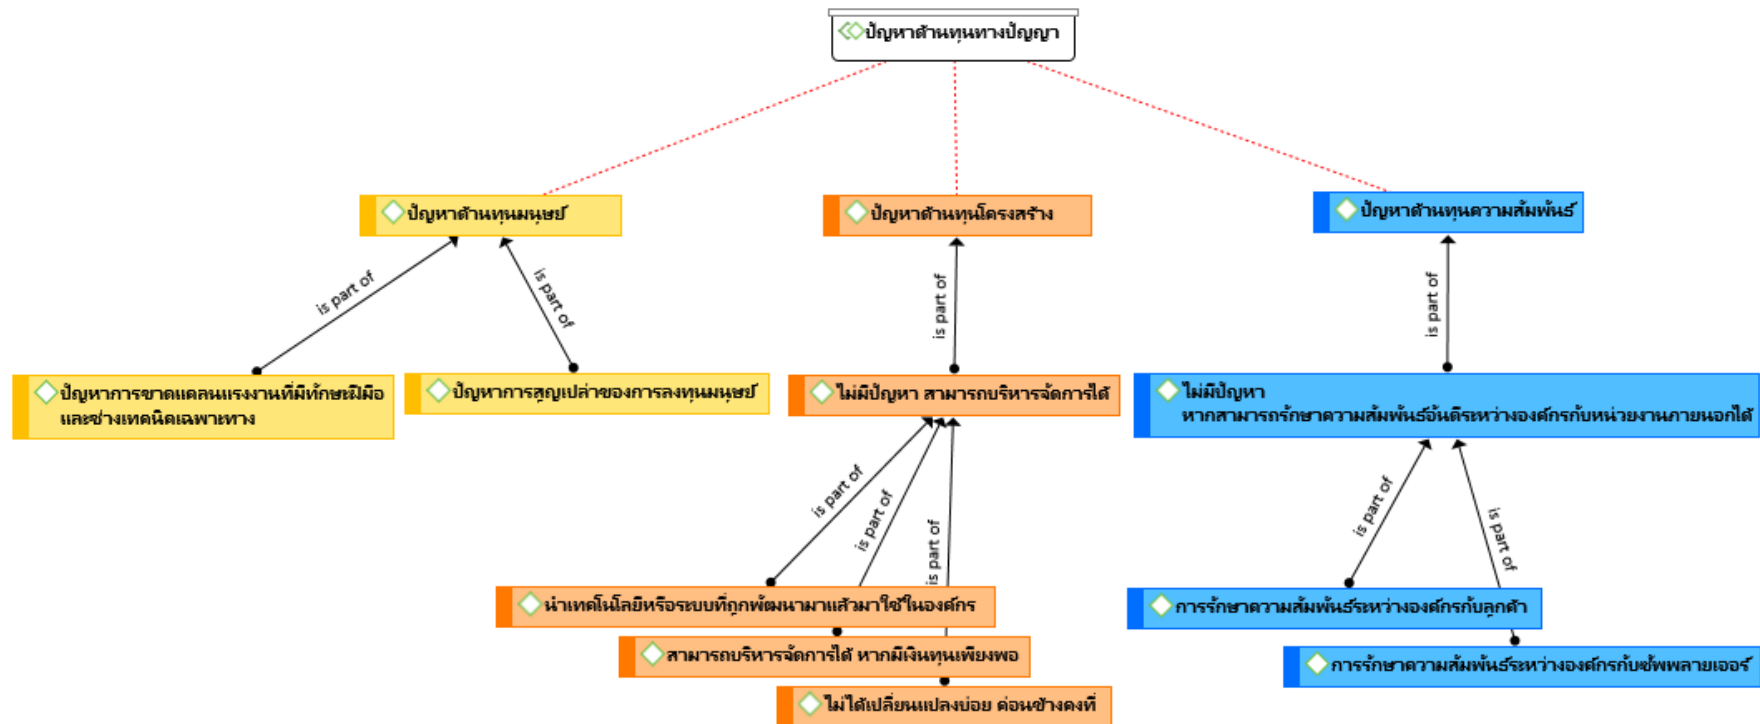 ปัญหาด้านทุนทางปัญญา
ปัญหาด้านทุนมนุษย์
ปัญหาด้านทุนโครงสร้าง
ปัญหาด้านทุนความสัมพันธ์
is part of
is part of
is part of
is part of
ปัญหาการขาดแคลนแรงงานที่มีทักษะฝีมือ
และช่างเทคนิคเฉพาะทาง
ปัญหาการสูญเปล่าของการลงทุนมนุษย์
ไม่มีปัญหา สามารถบริหารจัดการได้
ไม่มีปัญหา
หากสามารถรักษาความสัมพันธ์อันดีระหว่างองค์กรกับหน่วยงานภายนอกได้
is part of
is part of
is part of
is part of
is part of
นำเทคโนโลยีหรือระบบที่ถูกพัฒนามาแล้วมาใช้ในองค์กร
การรักษาความสัมพันธ์ระหว่างองค์กรกับลูกค้า
สามารถบริหารจัดการได้ หากมีเงินทุนเพียงพอ
การรักษาความสัมพันธ์ระหว่างองค์กรกับซัพพลายเออร์
ไม่ได้เปลี่ยนแปลงบ่อย ค่อนข้างคงที่